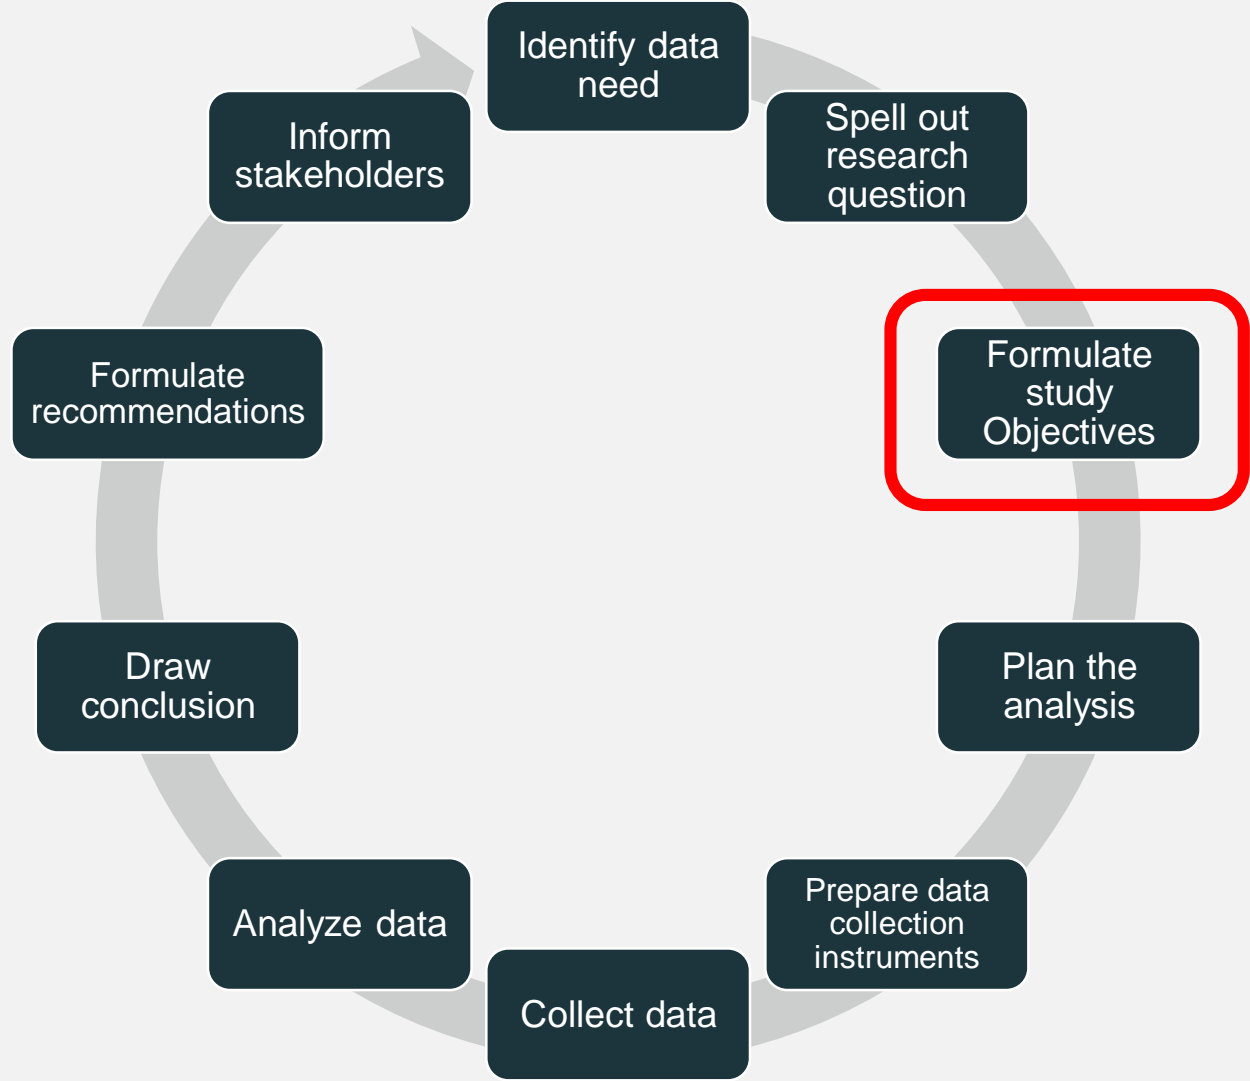 Identify data
need
Spell out
research
question
Formulate
study
Objectives
Plan the
analysis
Prepare data
collection
instruments
Collect data
Analyze data
Draw
conclusion
Formulate
recommendations
Inform
stakeholders